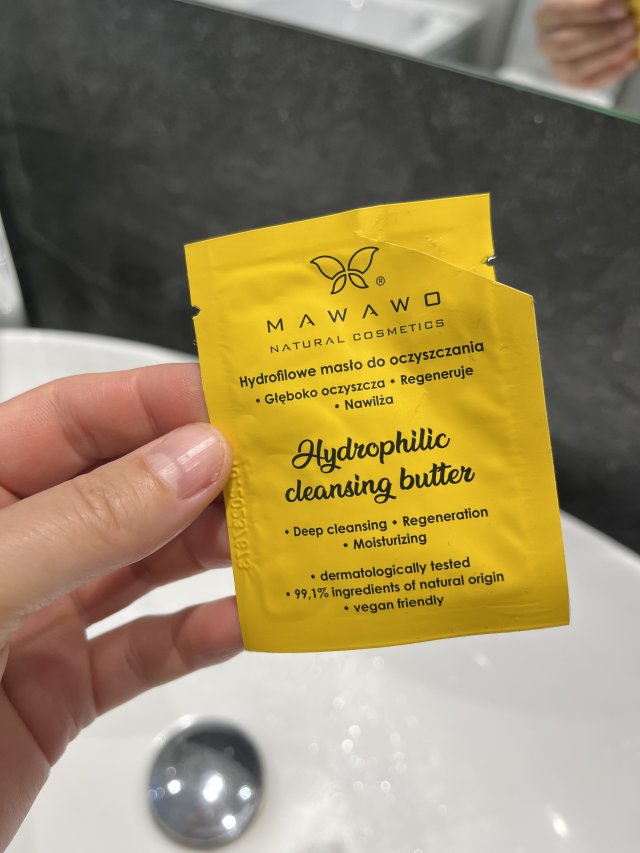 ®
MAWAWO
NATURAL COSMETICS
Hydrofilowe masło do oczyszczania
• Głęboko oczyszcza • Regeneruje
• Nawilża
Hydrophilic
cleansing butter
• Deep cleansing • Regeneration
• Moisturizing
• dermatologically tested
• 99,1% ingredients of natural origin
• vegan friendly